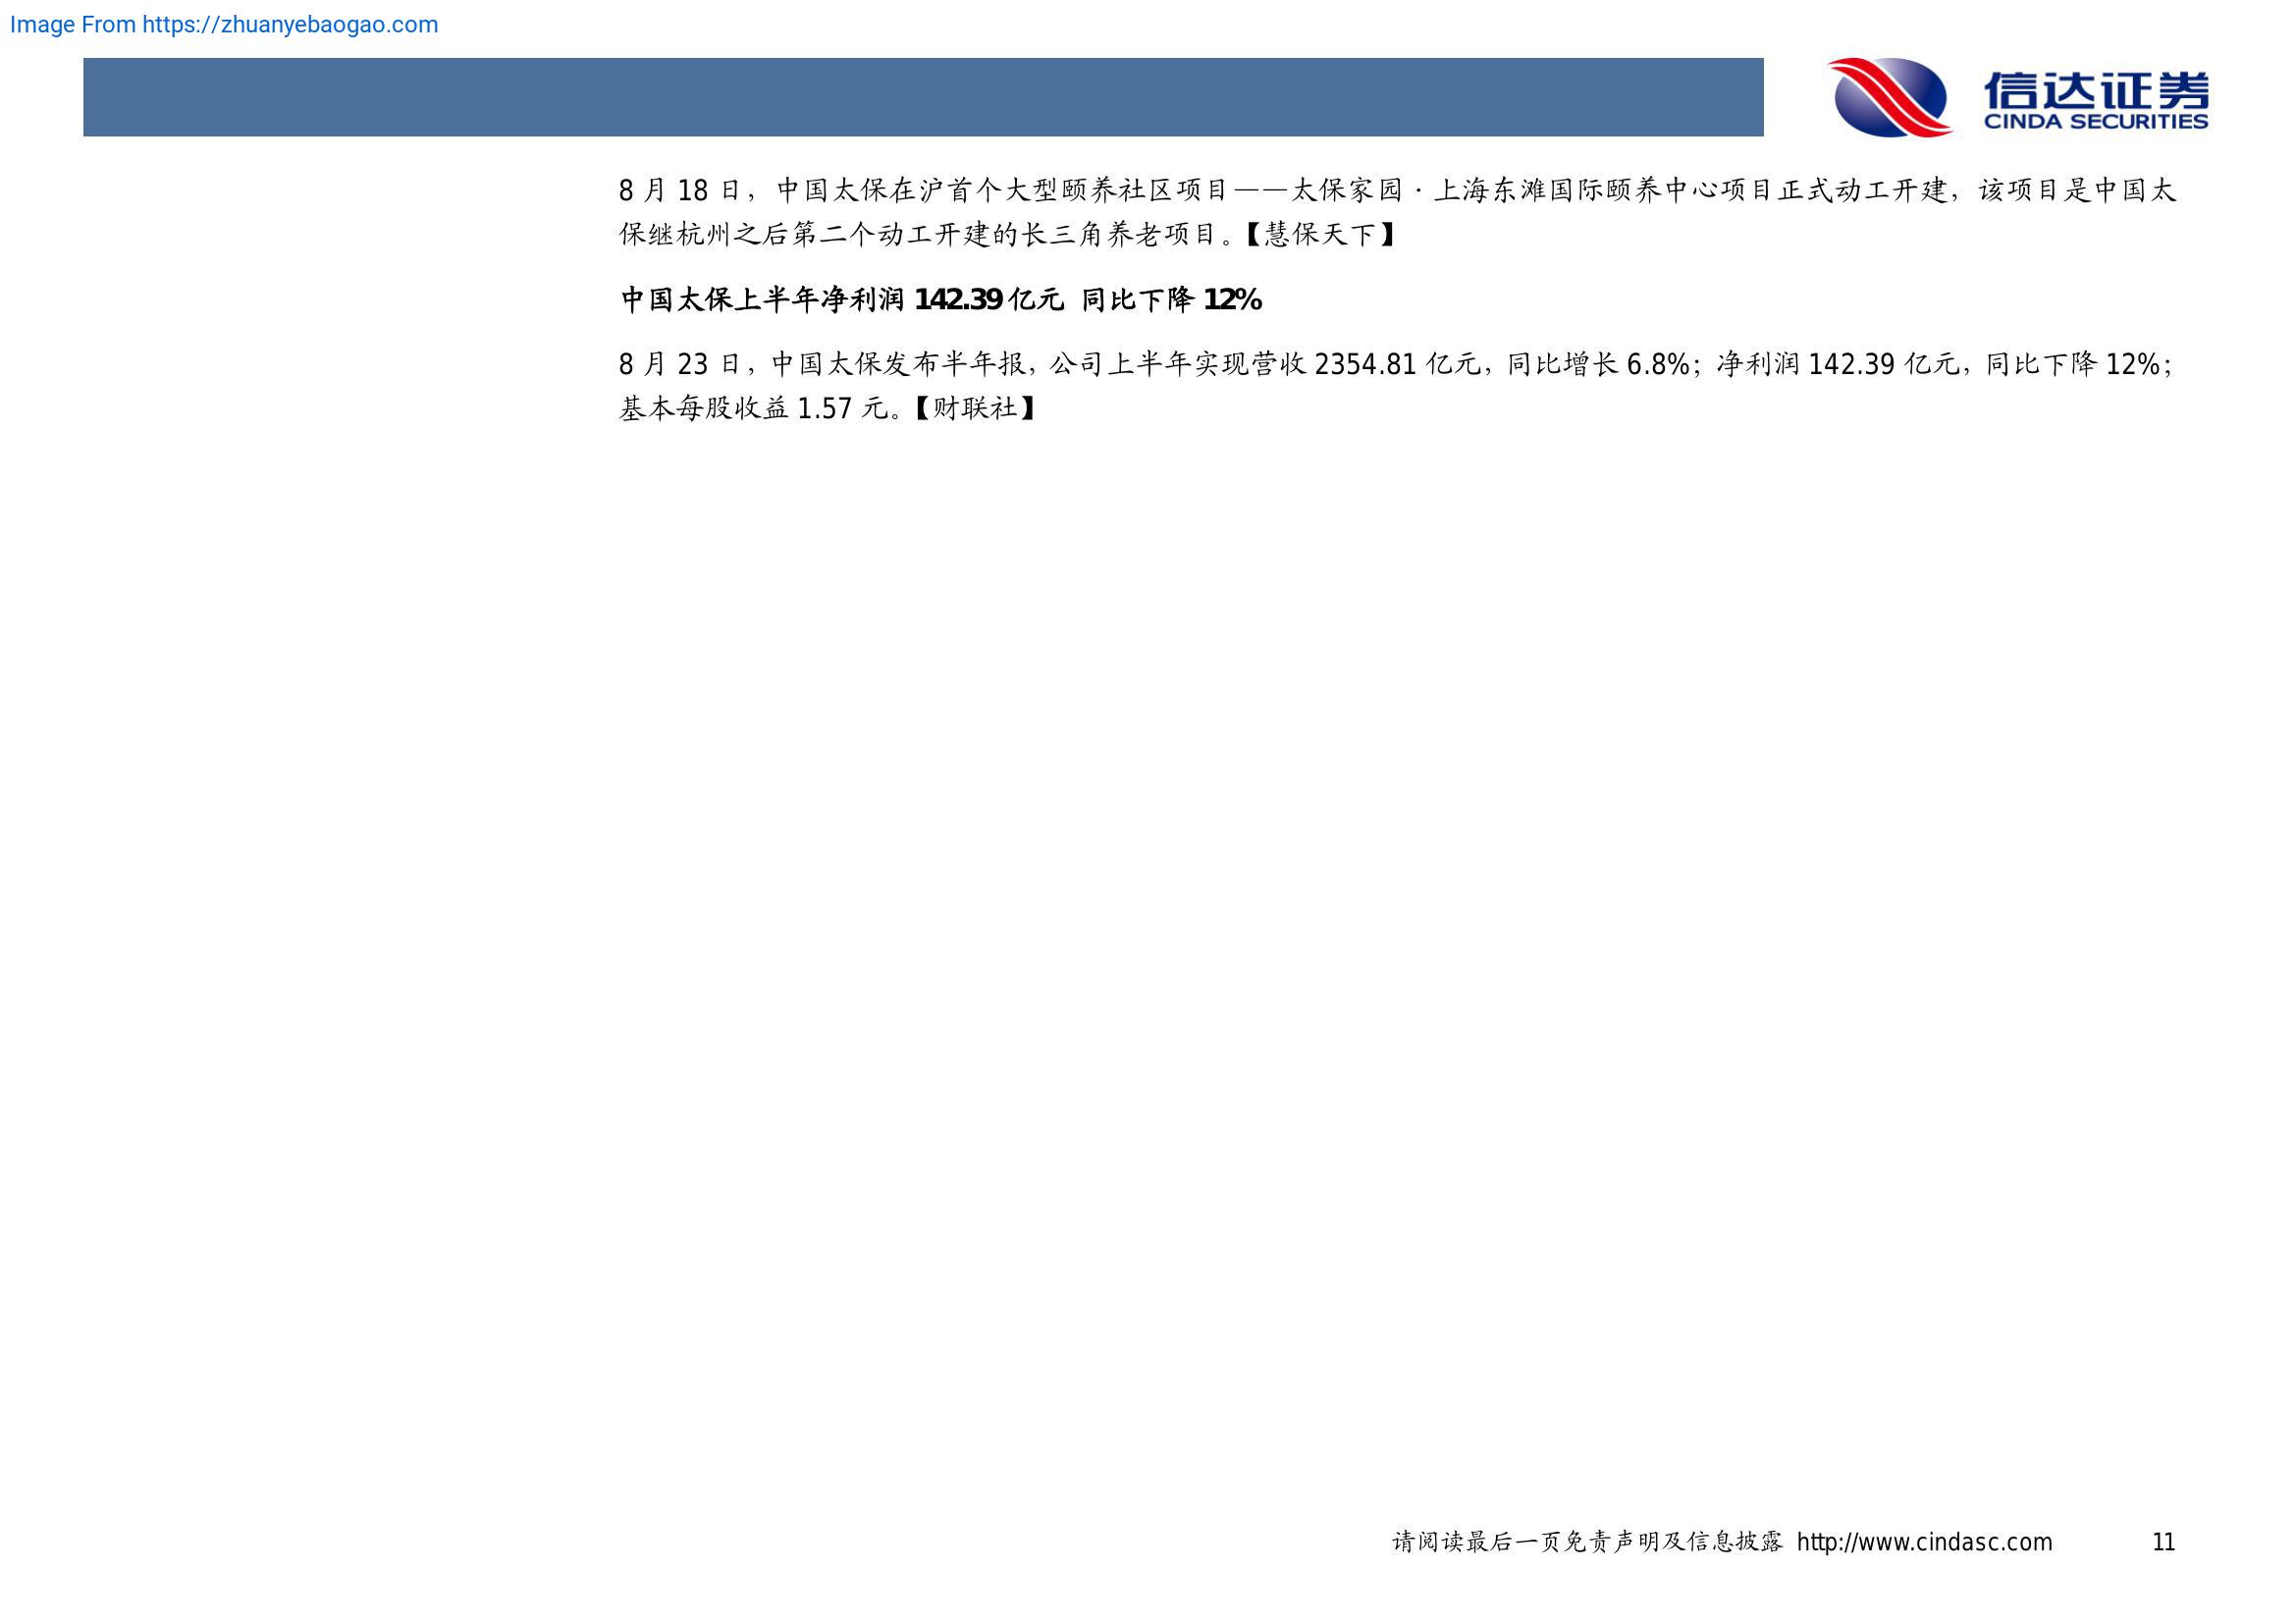 Image From https://zhuanyebaogao.com
信达证券
CINDA SECURITIES
8 月 18 日，中国太保在沪首个大型颐养社区项目——太保家园·上海东滩国际颐养中心项目正式动工开建，该项目是中国太
保继杭州之后第二个动工开建的长三角养老项目。【慧保天下】
中国太保上半年净利润 142.39 亿元 同比下降 12%
8 月 23 日，中国太保发布半年报，公司上半年实现营收 2354.81 亿元，同比增长 6.8%；净利润 142.39 亿元，同比下降 12%；
基本每股收益 1.57 元。【财联社】
请阅读最后一页免责声明及信息披露 http://www.cindasc.com 11